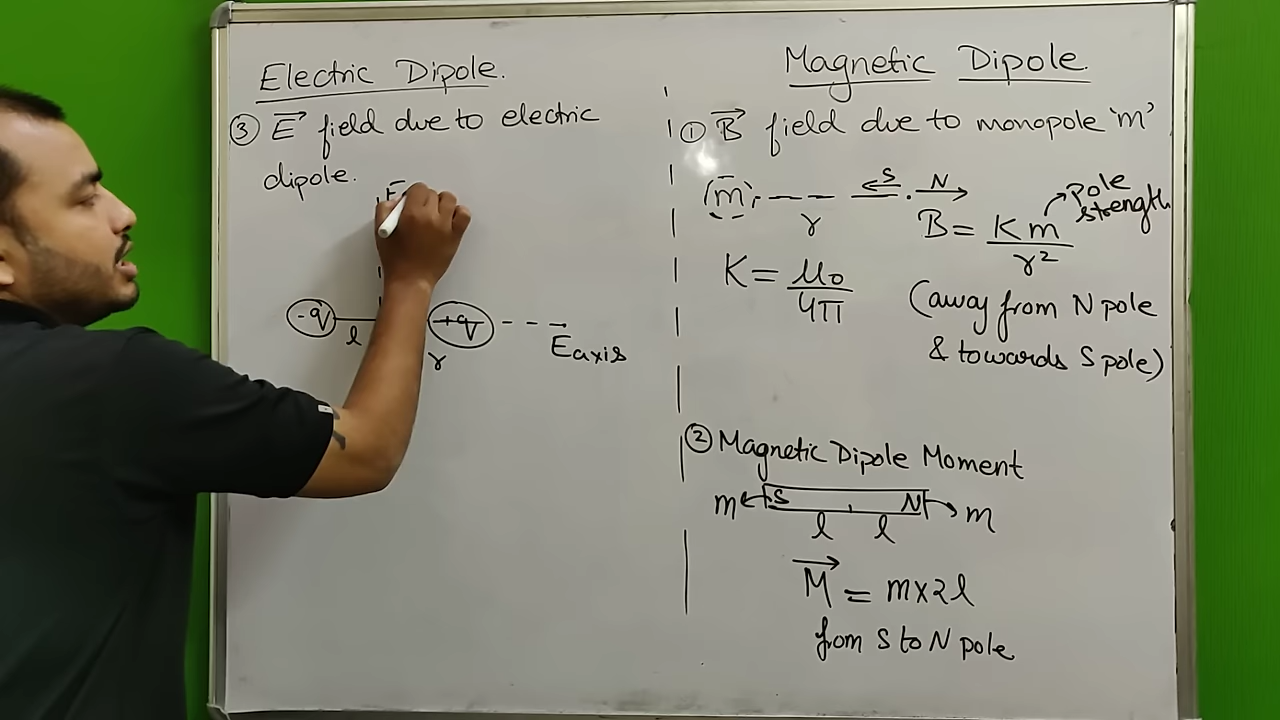 Electric Dipole.
③ E⃗ field due to electric
dipole.
E
-q
+q
l
r
Eaxis
Magnetic Dipole
① B⃗ field due to monopole 'm'
m
r
S
N
B = Km/r²
pole
strength
K = μ₀/4π
(away from N pole
& towards S pole)
② Magnetic Dipole Moment
m
S
N
m
l
l
M⃗ = m×2l
from S to N pole